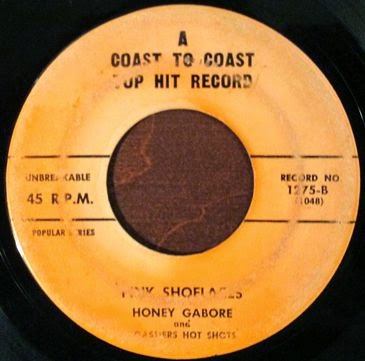 A
COAST TO COAST
TOP HIT RECORD
UNBREAKABLE
45 R.P.M.
POPULAR SERIES
RECORD NO
1275-B
(1048)
PINK SHOELACES
HONEY GABORE
and
GASPERS HOT SHOTS